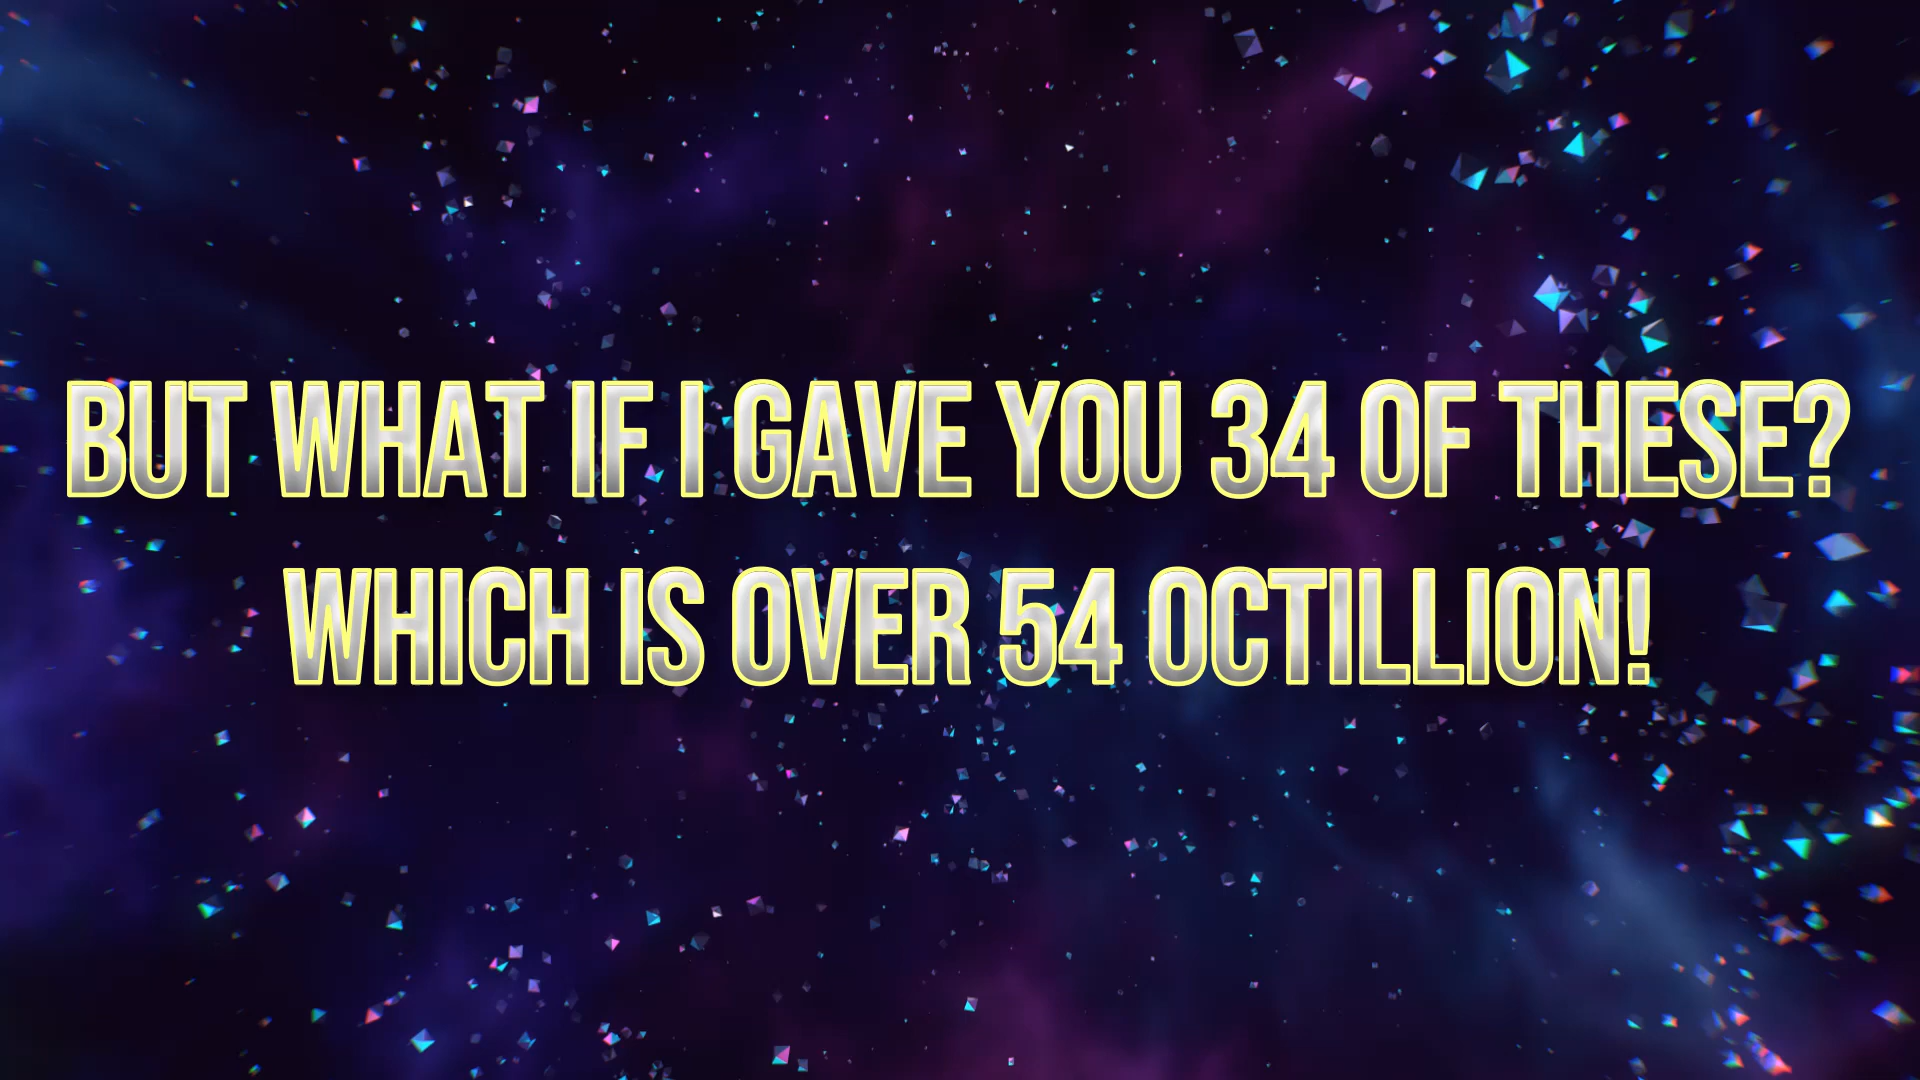 BUT WHAT IF I GAVE YOU 34 OF THESE?
WHICH IS OVER 54 OCTILLION!